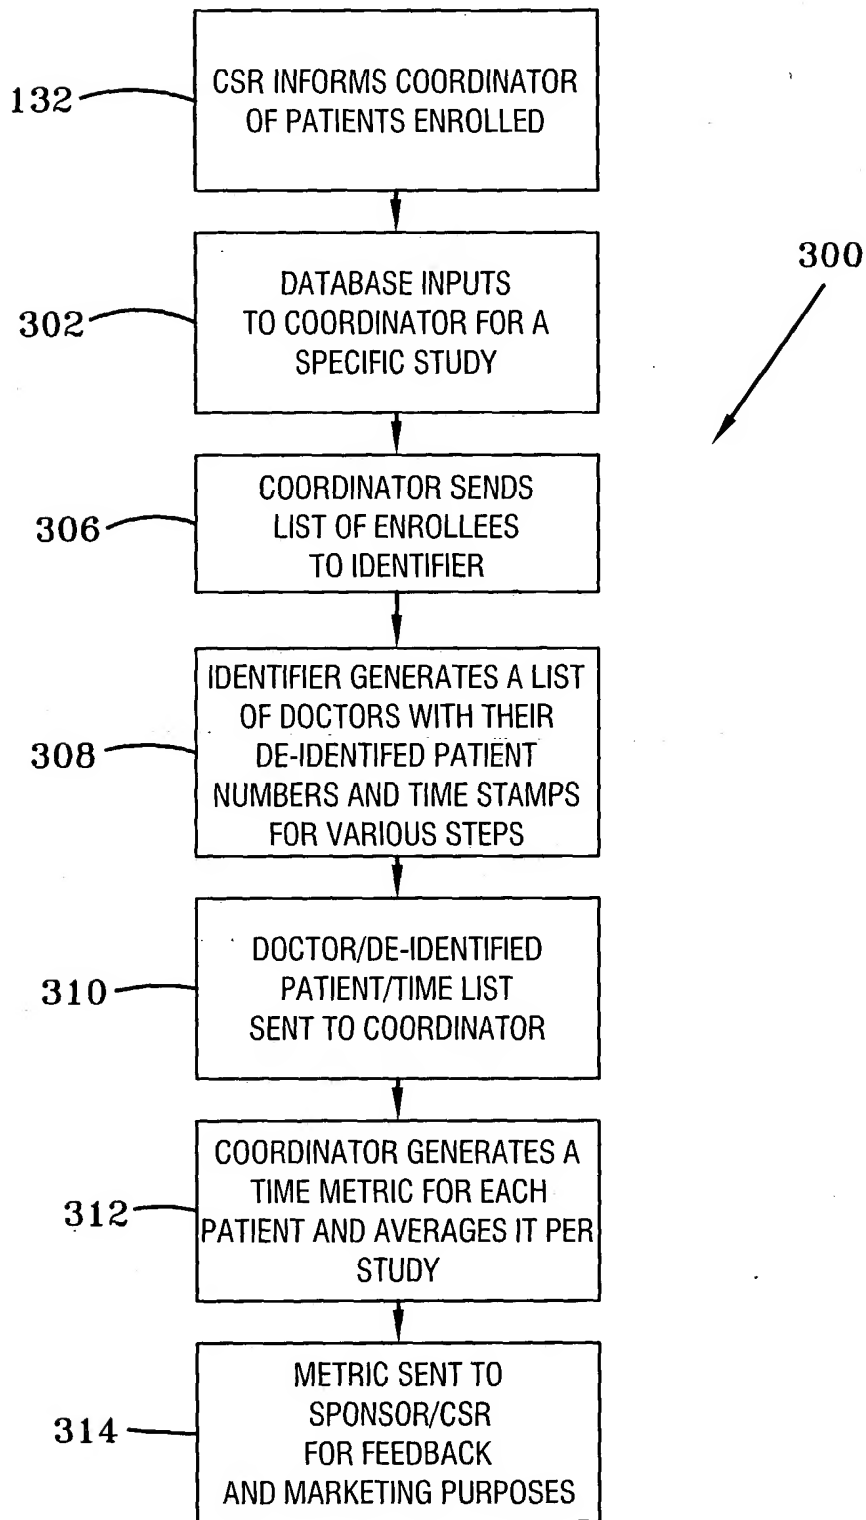 132
CSR INFORMS COORDINATOR
OF PATIENTS ENROLLED
300
302
DATABASE INPUTS
TO COORDINATOR FOR A
SPECIFIC STUDY
306
COORDINATOR SENDS
LIST OF ENROLLEES
TO IDENTIFIER
308
IDENTIFIER GENERATES A LIST
OF DOCTORS WITH THEIR
DE-IDENTIFED PATIENT
NUMBERS AND TIME STAMPS
FOR VARIOUS STEPS
310
DOCTOR/DE-IDENTIFIED
PATIENT/TIME LIST
SENT TO COORDINATOR
312
COORDINATOR GENERATES A
TIME METRIC FOR EACH
PATIENT AND AVERAGES IT PER
STUDY
314
METRIC SENT TO
SPONSOR/CSR
FOR FEEDBACK
AND MARKETING PURPOSES